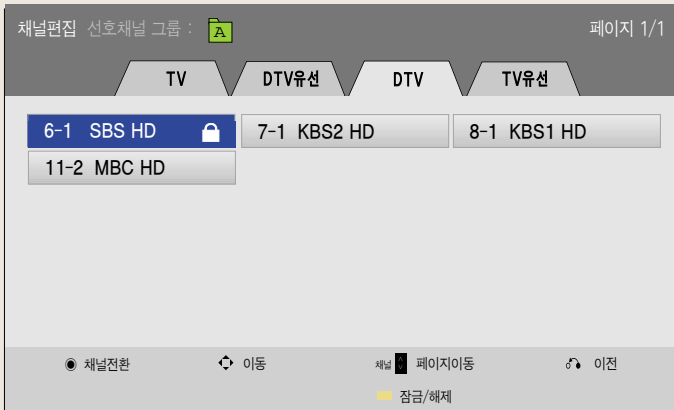 채널편집 선호채널 그룹 : A 페이지 1/1
TV DTV유선 DTV TV유선
6-1 SBS HD 7-1 KBS2 HD 8-1 KBS1 HD
11-2 MBC HD
채널전환 이동 채널 페이지이동 이전
잠금/해제